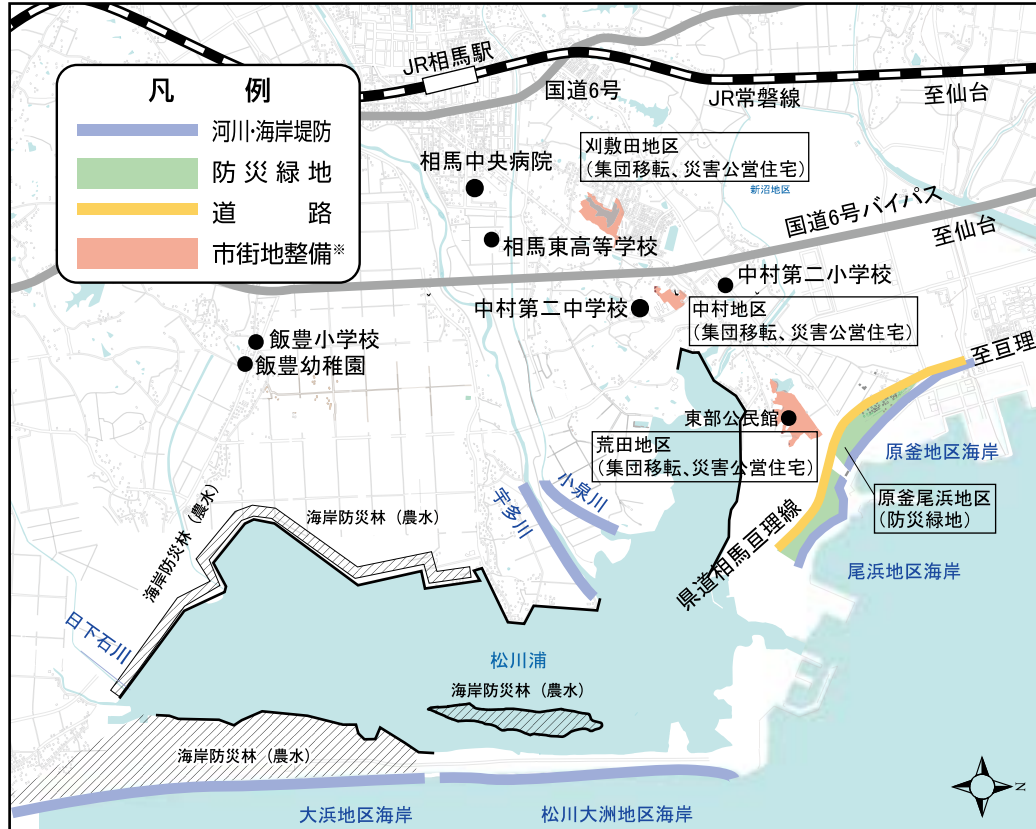 JR相馬駅
国道6号
JR常磐線
至仙台
凡 例
河川・海岸堤防
防災緑地
道 路
市街地整備※
相馬中央病院
刈敷田地区
(集団移転、災害公営住宅)
新沼地区
国道6号バイパス
至仙台
相馬東高等学校
中村第二小学校
中村第二中学校
中村地区
(集団移転、災害公営住宅)
飯豊小学校
飯豊幼稚園
至亘理
東部公民館
荒田地区
(集団移転、災害公営住宅)
原釜地区海岸
原釜尾浜地区
(防災緑地)
小泉川
宇多川
海岸防災林(農水)
海岸防災林(農水)
県道相馬亘理線
尾浜地区海岸
日下石川
松川浦
海岸防災林(農水)
海岸防災林(農水)
大浜地区海岸
松川大洲地区海岸
N